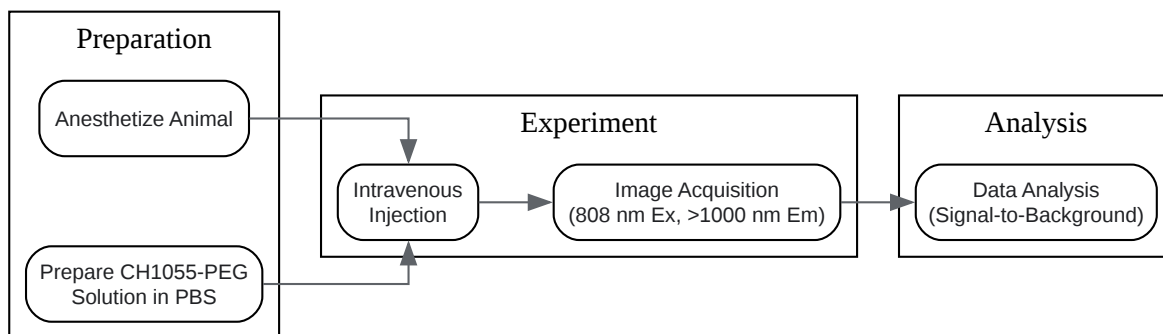 Preparation
Anesthetize Animal
Prepare CH1055-PEG
Solution in PBS
Experiment
Intravenous
Injection
Image Acquisition
(808 nm Ex, >1000 nm Em)
Analysis
Data Analysis
(Signal-to-Background)